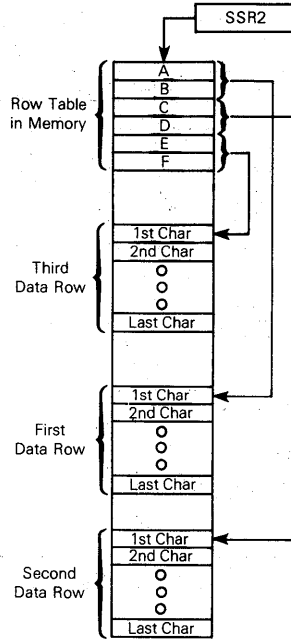 SSR2
A
B
Row Table
in Memory
C
D
E
F
1st Char
2nd Char
Third
Data Row
Last Char
1st Char
2nd Char
First
Data Row
Last Char
1st Char
2nd Char
Second
Data Row
Last Char